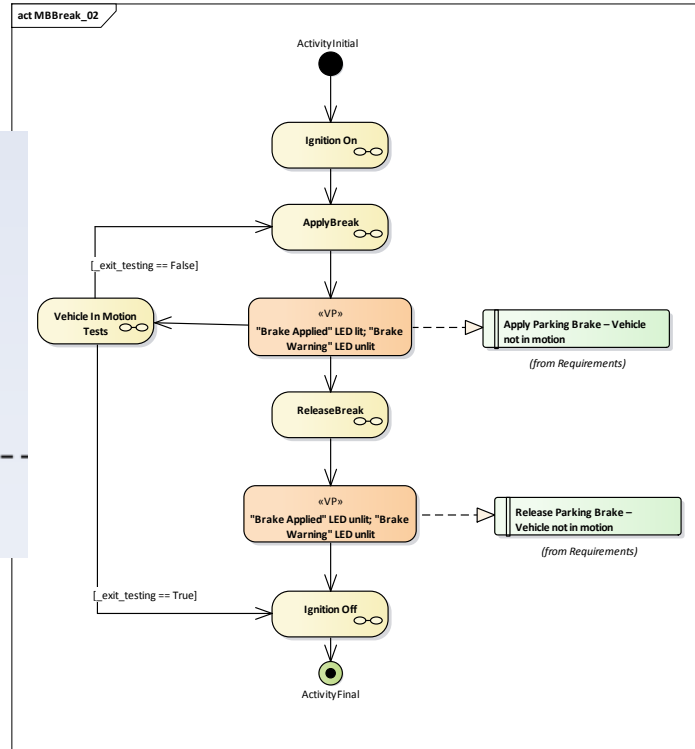 act MBBreak_02
ActivityInitial
Ignition On
ApplyBreak
[_exit_testing == False]
Vehicle In Motion
Tests
«VP»
"Brake Applied" LED lit; "Brake
Warning" LED unlit
Apply Parking Brake – Vehicle
not in motion
(from Requirements)
ReleaseBreak
«VP»
"Brake Applied" LED unlit; "Brake
Warning" LED unlit
Release Parking Brake –
Vehicle not in motion
(from Requirements)
[_exit_testing == True]
Ignition Off
ActivityFinal